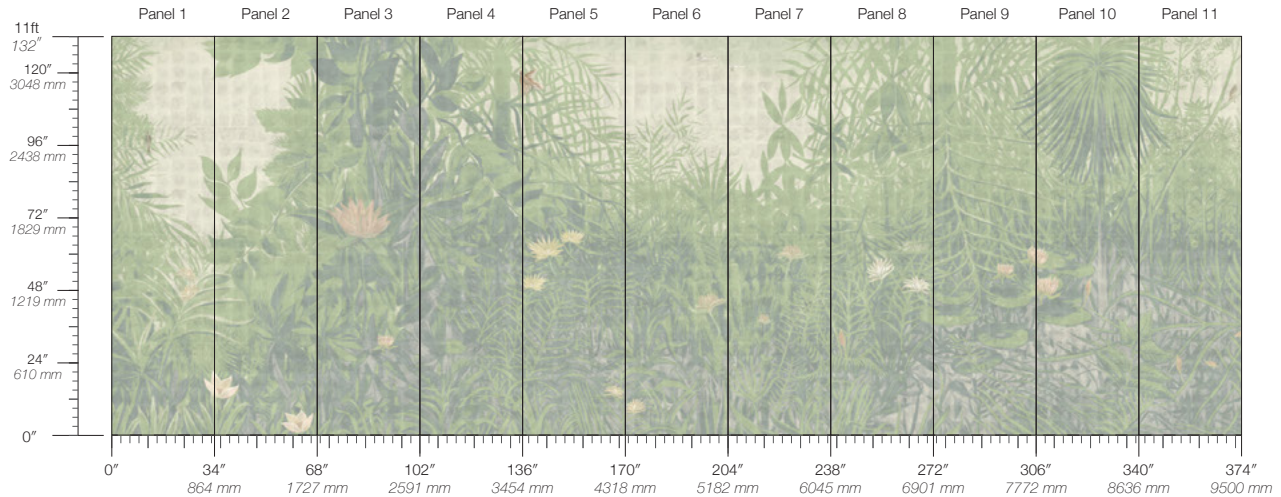 Panel 1 Panel 2 Panel 3 Panel 4 Panel 5 Panel 6 Panel 7 Panel 8 Panel 9 Panel 10 Panel 11
11ft
132″
120″
3048 mm
96″
2438 mm
72″
1829 mm
48″
1219 mm
24″
610 mm
0″
0″ 34″ 68″ 102″ 136″ 170″ 204″ 238″ 272″ 306″ 340″ 374″
864 mm 1727 mm 2591 mm 3454 mm 4318 mm 5182 mm 6045 mm 6901 mm 7772 mm 8636 mm 9500 mm